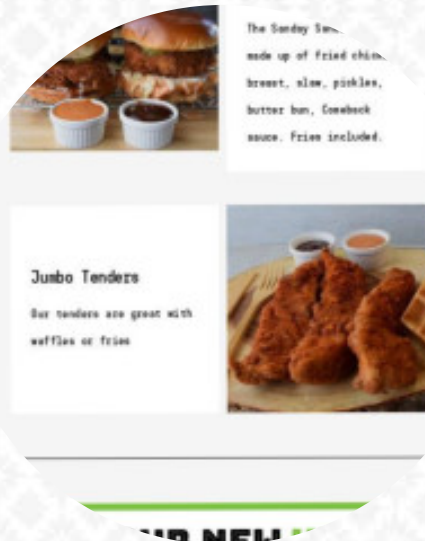 The Sunday
made up of fried
breast, slaw, pickles,
butter bun, Comeback
sauce. Fries included.
Jumbo Tenders
Our tenders are great with
waffles or fries
NEW